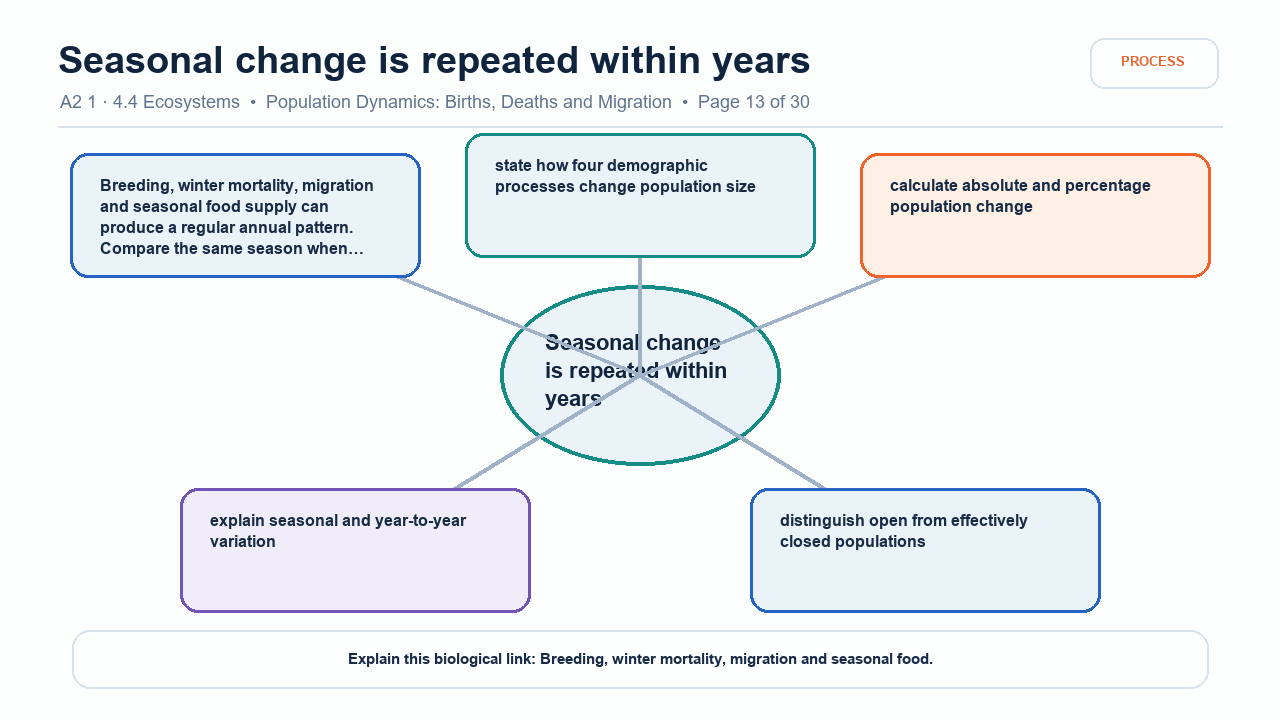 Seasonal change is repeated within years
PROCESS
A2 1 · 4.4 Ecosystems • Population Dynamics: Births, Deaths and Migration • Page 13 of 30
Breeding, winter mortality, migration
and seasonal food supply can
produce a regular annual pattern.
Compare the same season when…
state how four demographic
processes change population size
calculate absolute and percentage
population change
Seasonal change
is repeated within
years
explain seasonal and year-to-year
variation
distinguish open from effectively
closed populations
Explain this biological link: Breeding, winter mortality, migration and seasonal food.